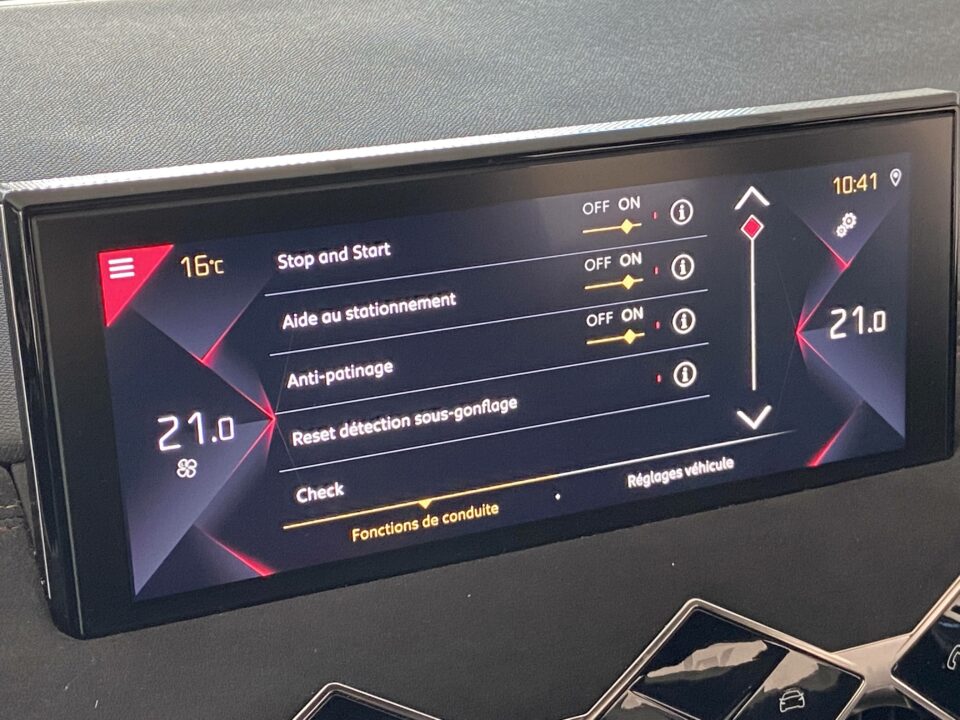 10:41
16°C
Stop and Start
OFF ON
Aide au stationnement
OFF ON
Anti-patinage
OFF ON
21.0
21.0
Reset détection sous-gonflage
Check
Fonctions de conduite
Réglages véhicule